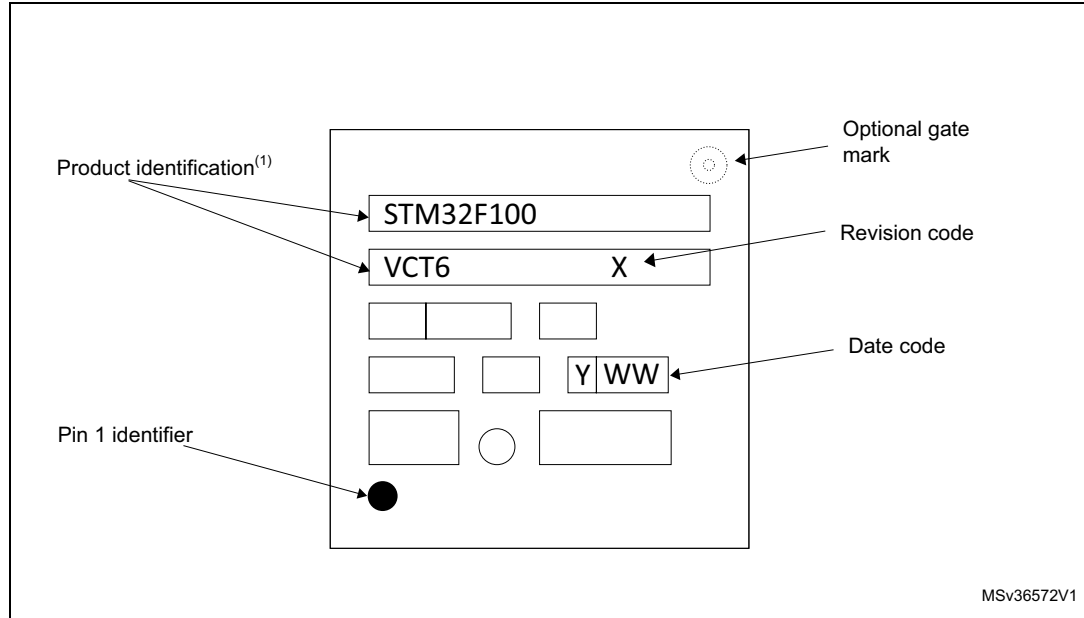 Optional gate
mark
Product identification(1)
STM32F100
Revision code
VCT6 X
Date code
Y WW
Pin 1 identifier
MSv36572V1